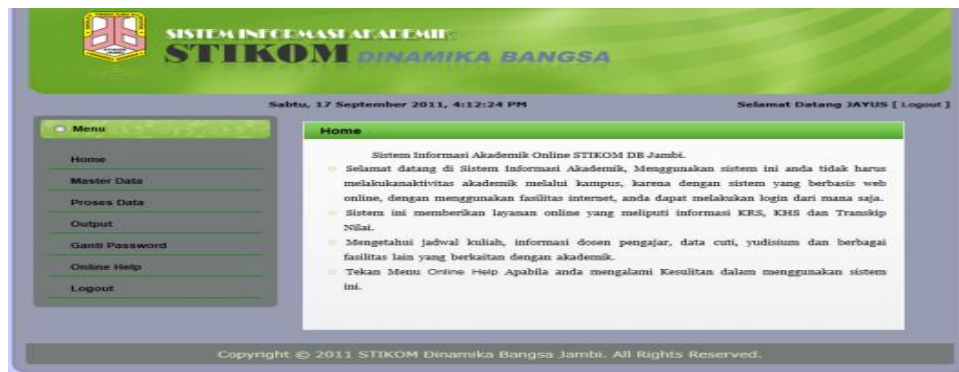 SISTEM INFORMASI AKADEMIK
STIKOM DINAMIKA BANGSA
Sabtu, 17 September 2011, 4:12:24 PM
Selamat Datang JAYUS [ Logout ]
Menu
Home
Master Data
Proses Data
Output
Ganti Password
Online Help
Logout
Home
Sistem Informasi Akademik Online STIKOM DB Jambi.
Selamat datang di Sistem Informasi Akademik, Menggunakan sistem ini anda tidak harus
melakukanaktivitas akademik melalui kampus, karena dengan sistem yang berbasis web
online, dengan menggunakan fasilitas internet, anda dapat melakukan login dari mana saja.
Sistem ini memberikan layanan online yang meliputi informasi KRS, KHS dan Transkip
Nilai.
Mengetahui jadwal kuliah, informasi dosen pengajar, data cuti, yudisium dan berbagai
fasilitas lain yang berkaitan dengan akademik.
Tekan Menu Online Help Apabila anda mengalami Kesulitan dalam menggunakan sistem
ini.
Copyright © 2011 STIKOM Dinamika Bangsa Jambi. All Rights Reserved.